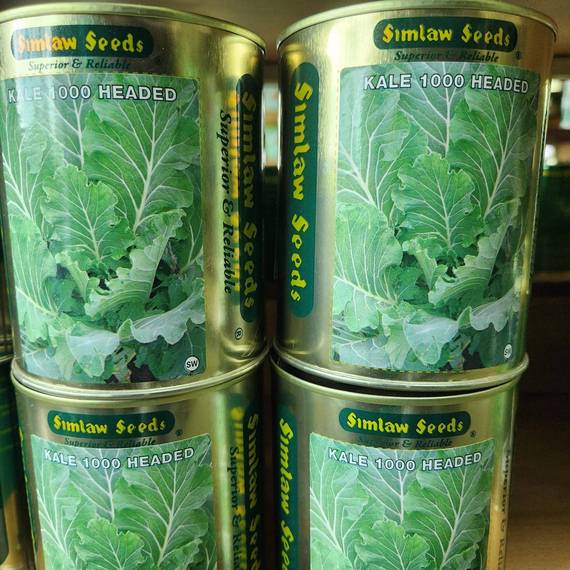 Simlaw Seeds
Superior & Reliable
KALE 1000 HEADED
Simlaw Seeds
Superior & Reliable
®
SW
Simlaw Seeds
Superior & Reliable
®
KALE 1000 HEADED
Simlaw Seeds
SW
Simlaw Seeds
Superior & Reliable
®
KALE 1000 HEADED
Simlaw Seeds
Superior &
Simlaw Seeds
Superior & Reliable
®
KALE 1000 HEADED
Simlaw